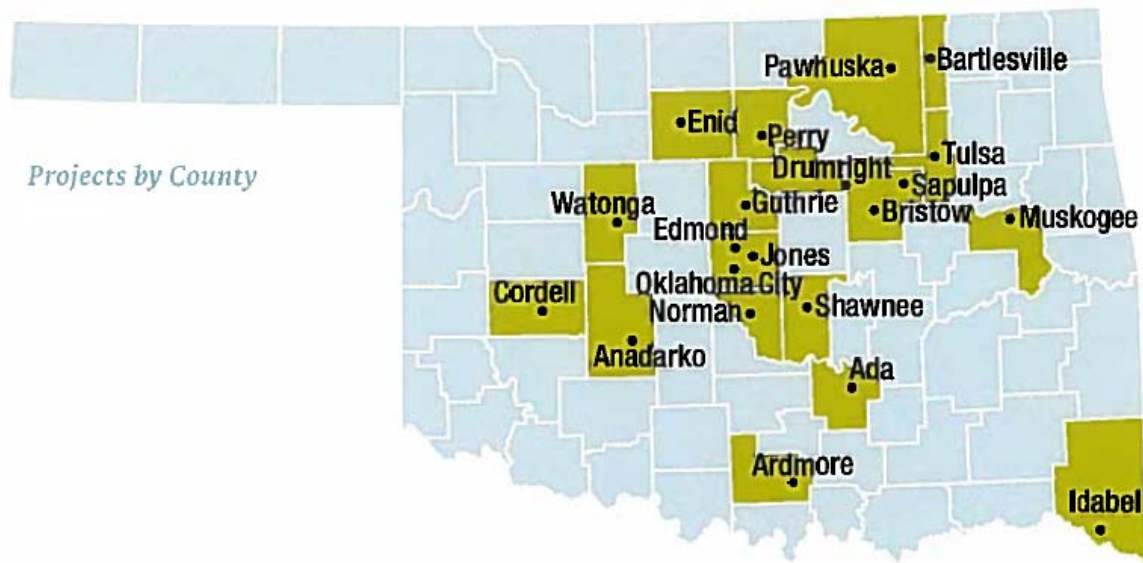 Pawhuska
Bartlesville
Enid
Perry
Projects by County
Drumright
Tulsa
Sapulpa
Watonga
Guthrie
Bristow
Muskogee
Edmond
Jones
Oklahoma City
Cordell
Norman
Shawnee
Anadarko
Ada
Ardmore
Idabel